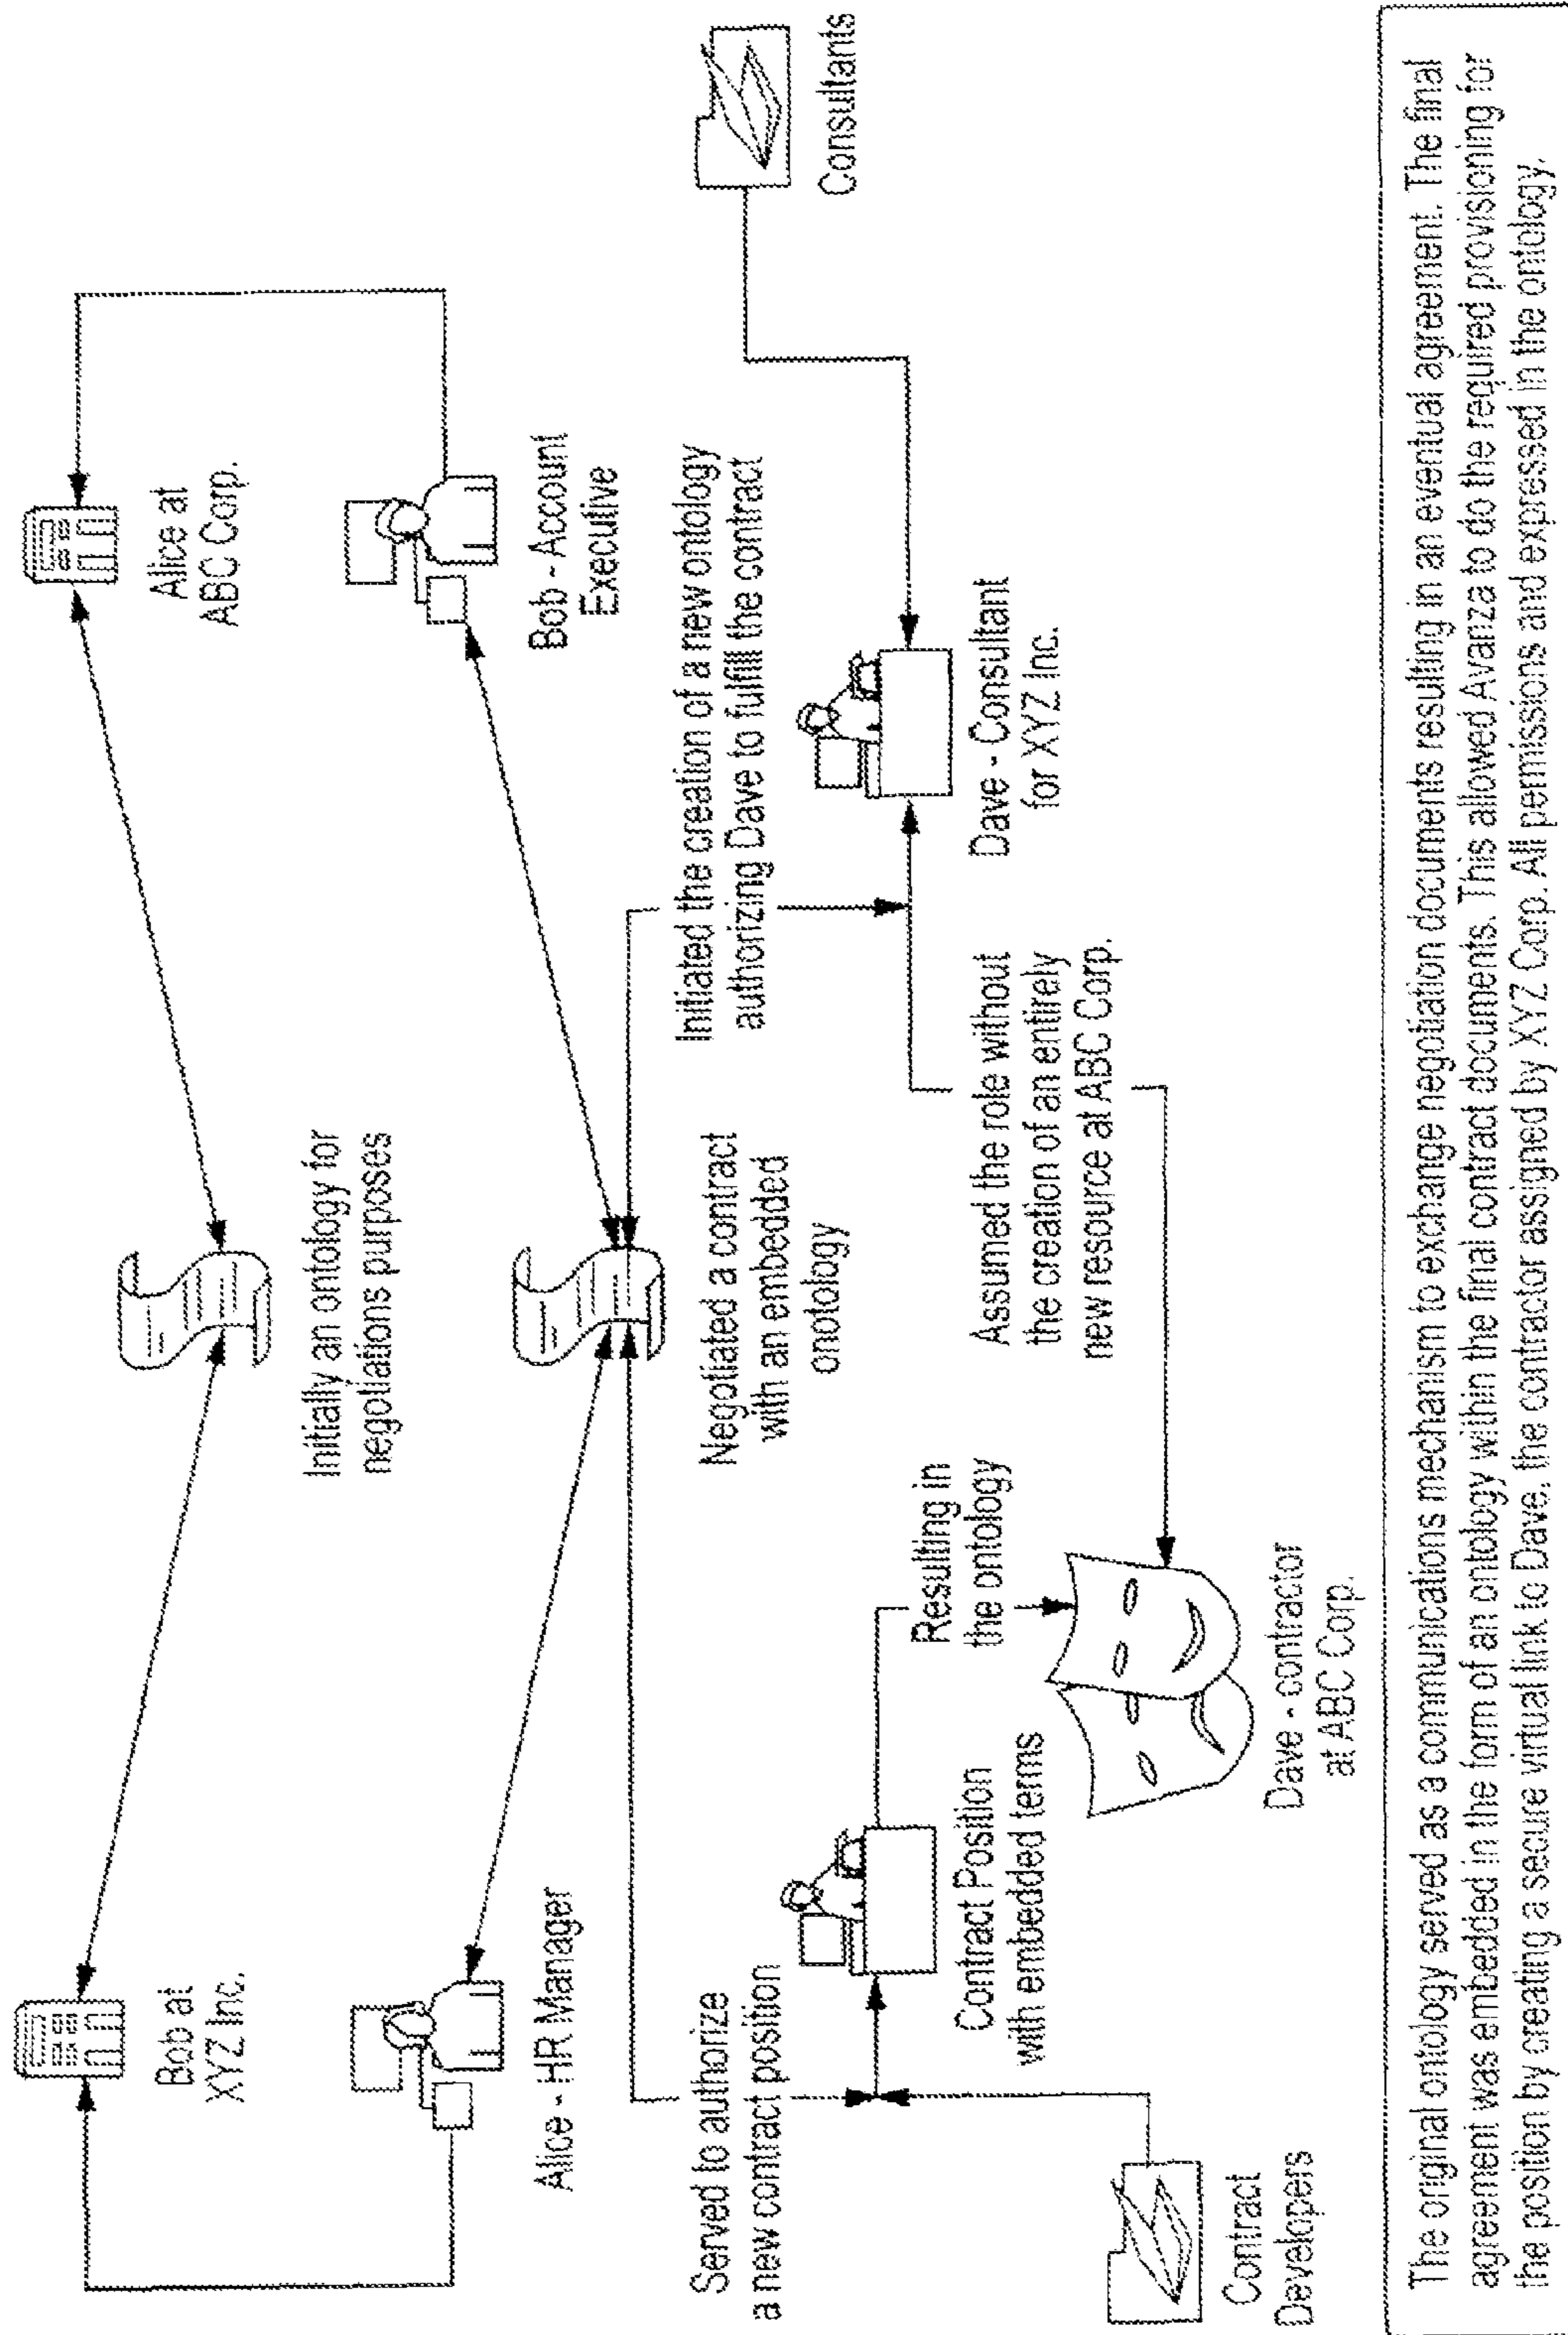 Bob at
XYZ Inc.
Alice at
ABC Corp.
Initially an ontology for
negotiations purposes
Alice - HR Manager
Bob - Account
Executive
Negotiated a contract
with an embedded
onotology
Served to authorize
a new contract position
Initiated the creation of a new ontology
authorizing Dave to fulfill the contract
Consultants
Contract Position
with embedded terms
Resulting in
the ontology
Assumed the role without
the creation of an entirely
new resource at ABC Corp.
Dave - Consultant
for XYZ Inc.
Contract
Developers
Dave - contractor
at ABC Corp.
The original ontology served as a communications mechanism to exchange negotiation documents resulting in an eventual agreement. The final
agreement was embedded in the form of an ontology within the final contract documents. This allowed Avanza to do the required provisioning for
the position by creating a secure virtual link to Dave, the contractor assigned by XYZ Corp. All permissions and expressed in the ontology.